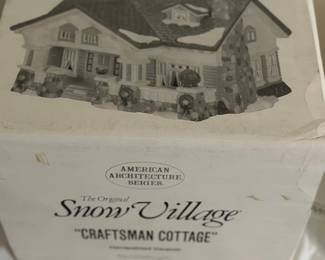 AMERICAN
ARCHITECTURE
SERIES
The Original
Snow Village
"CRAFTSMAN COTTAGE"